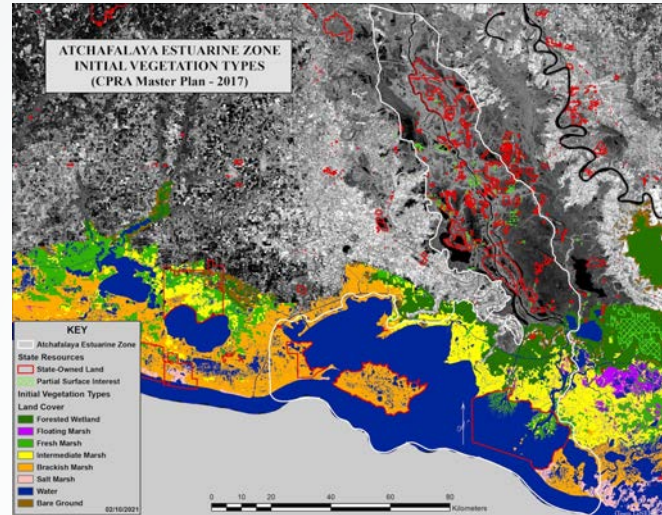 ATCHAFALAYA ESTUARINE ZONE
INITIAL VEGETATION TYPES
(CPRA Master Plan - 2017)
KEY
Atchafalaya Estuarine Zone
State Resources
State-Owned Land
Partial Surface Interest
Initial Vegetation Types
Land Cover
Forested Wetland
Floating Marsh
Fresh Marsh
Intermediate Marsh
Brackish Marsh
Salt Marsh
Water
Bare Ground
02/10/2021
0 10 20 40 60 80
Kilometers